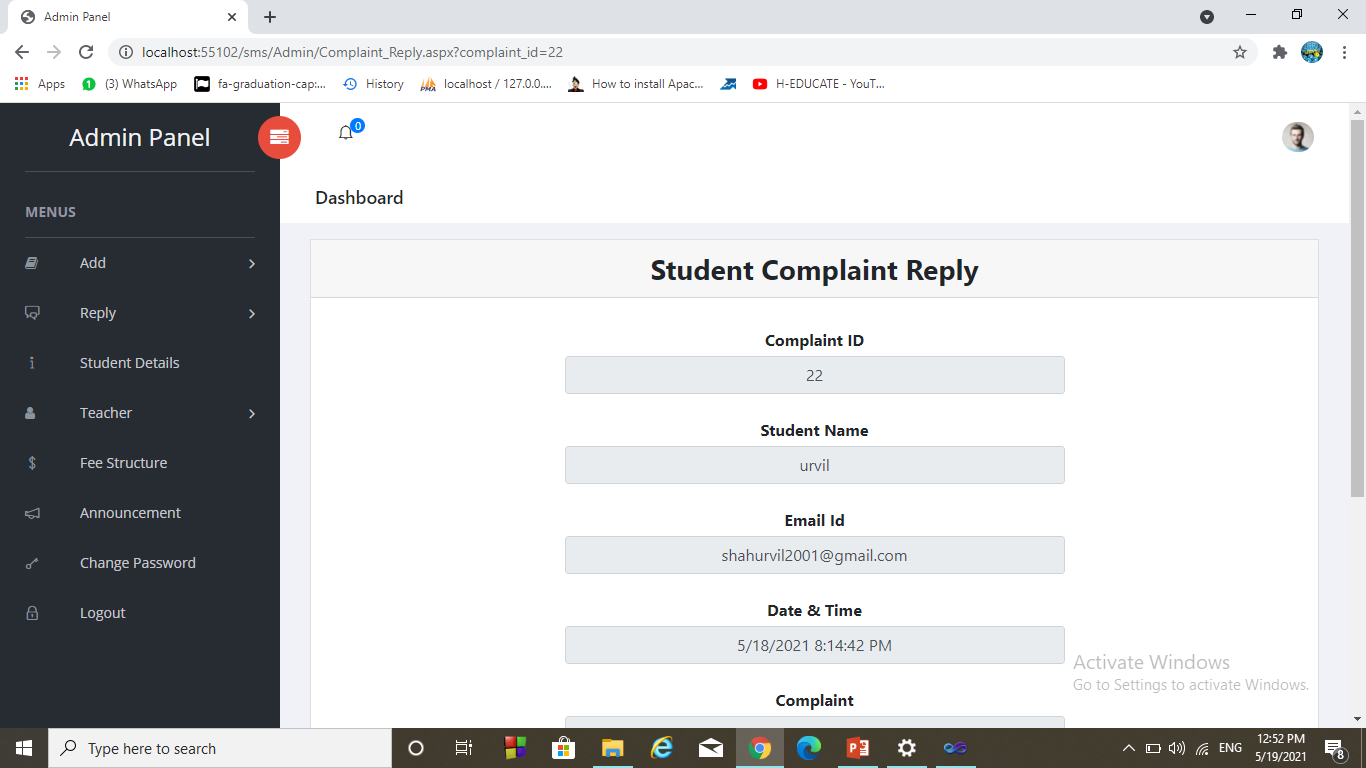 Admin Panel
localhost:55102/sms/Admin/Complaint_Reply.aspx?complaint_id=22
Apps
1
(3) WhatsApp
fa-graduation-cap:...
History
PMA
localhost / 127.0.0....
How to install Apac...
H-EDUCATE - YouT...
Admin Panel
0
Dashboard
MENUS
Add
Reply
Student Details
Teacher
Fee Structure
Announcement
Change Password
Logout
Student Complaint Reply
Complaint ID
22
Student Name
urvil
Email Id
shahurvil2001@gmail.com
Date & Time
5/18/2021 8:14:42 PM
Complaint
Activate Windows
Go to Settings to activate Windows.
Type here to search
ENG
12:52 PM
5/19/2021
8